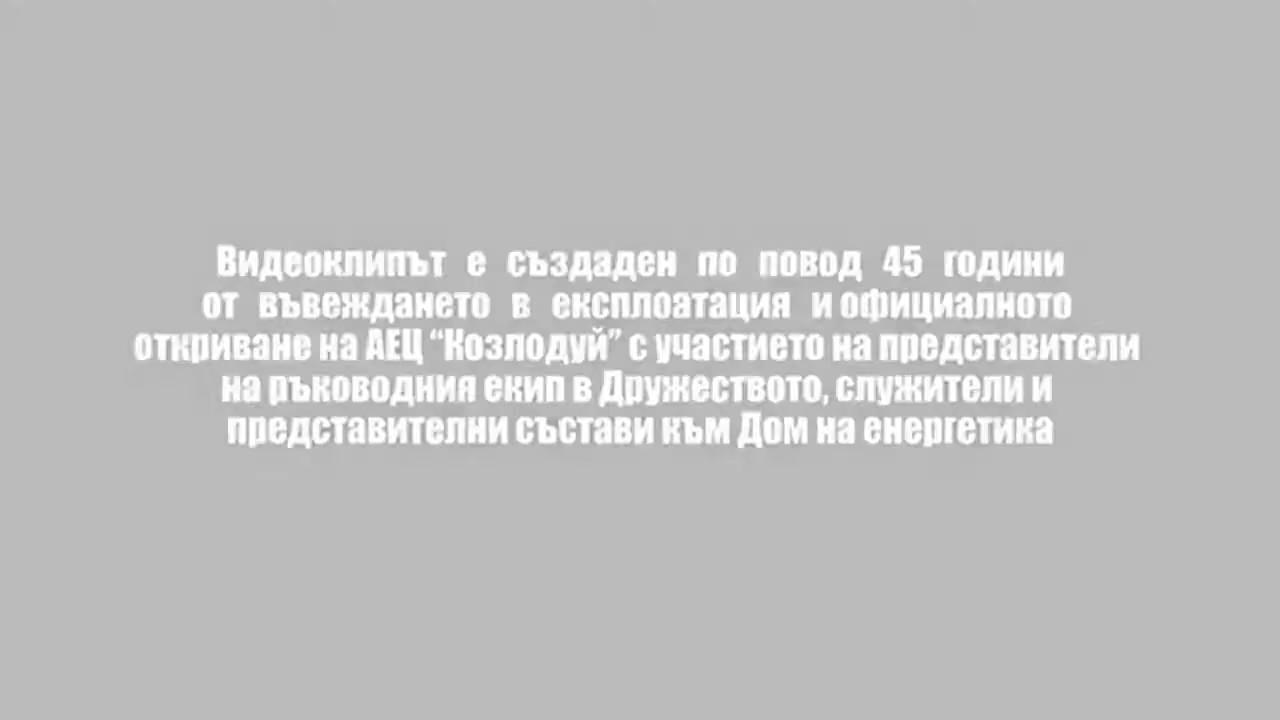 Видеоклипът е създаден по повод 45 години
от въвеждането в експлоатация и официалното
откриване на АЕЦ “Козлодуй” с участието на представители
на ръководния екип в Дружеството, служители и
представителни състави към Дом на енергетика